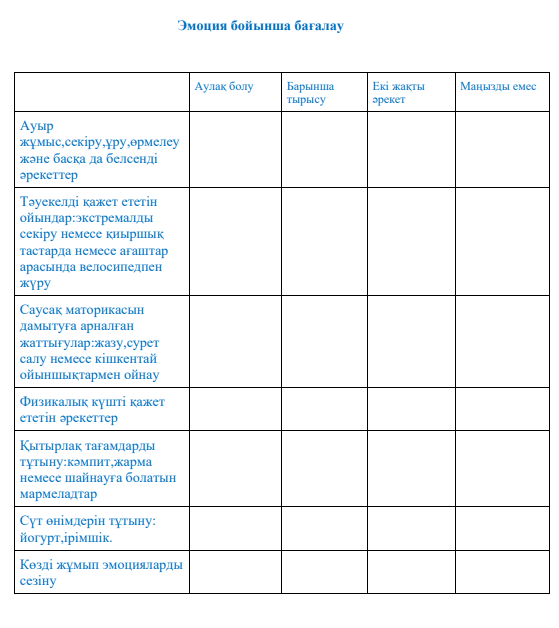 Эмоция бойынша бағалау
Аулақ болу
Барынша
тырысу
Екі жақты
әрекет
Маңызды емес
Ауыр
жұмыс,секіру,ұру,өрмелеу
және басқа да белсенді
әрекеттер
Тәуекелді қажет ететін
ойындар:экстремалды
секіру немесе қиыршық
тастарда немесе ағаштар
арасында велосипедпен
жүру
Саусақ маторикасын
дамытуға арналған
жаттығулар:жазу,сурет
салу немесе кішкентай
ойыншықтармен ойнау
Физикалық күшті қажет
ететін әрекеттер
Қытырлақ тағамдарды
тұтыну:кәмпит,жарма
немесе шайнауға болатын
мармеладтар
Сүт өнімдерін тұтыну:
йогурт,ірімшік.
Көзді жұмып эмоцияларды
сезіну